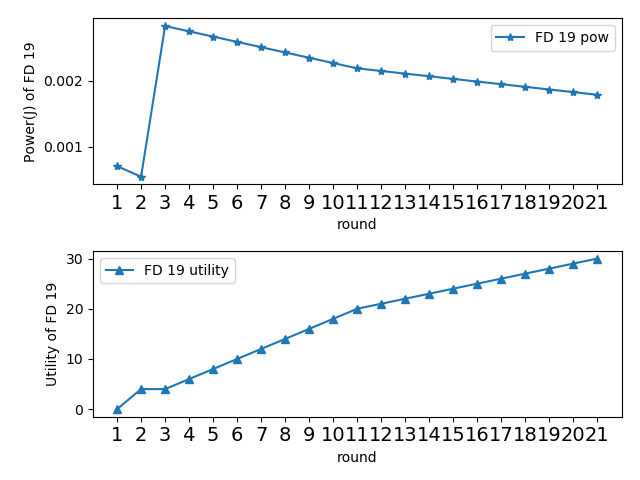 Power(J) of FD 19
FD 19 pow
0.002
0.001
1 2 3 4 5 6 7 8 9 10 11 12 13 14 15 16 17 18 19 20 21
round
Utility of FD 19
FD 19 utility
30
20
10
0
1 2 3 4 5 6 7 8 9 10 11 12 13 14 15 16 17 18 19 20 21
round